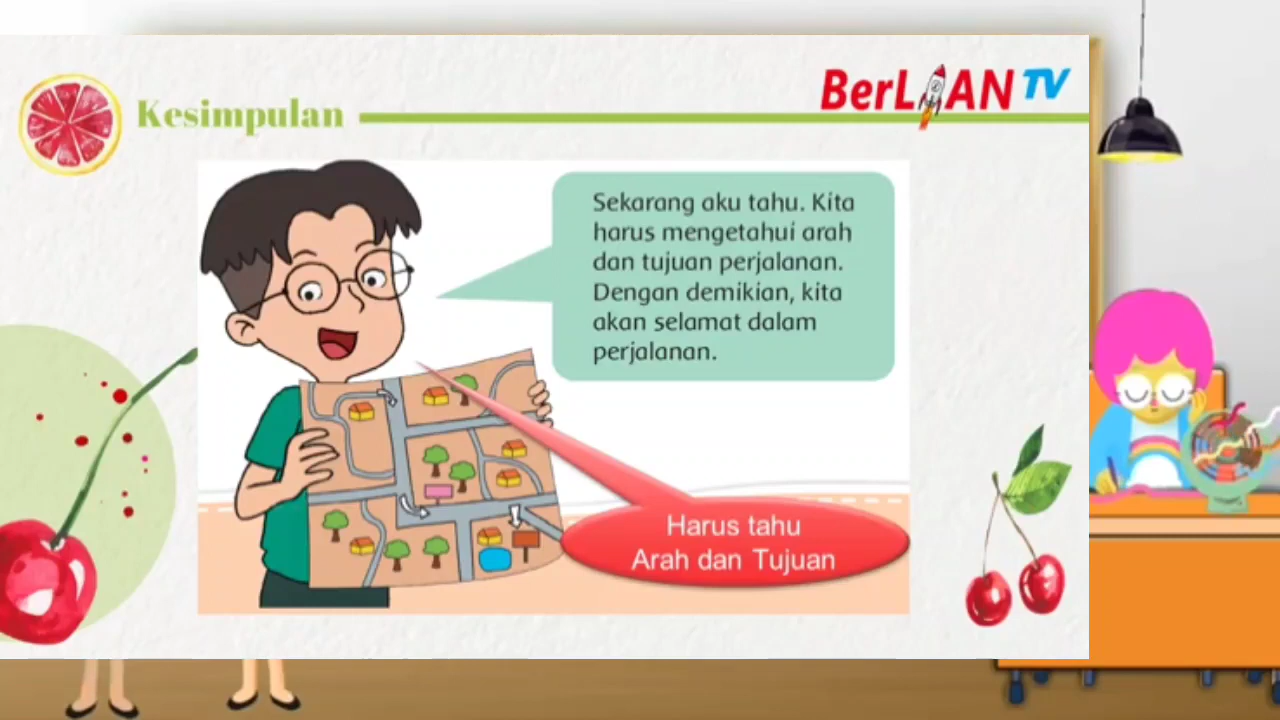 Kesimpulan
BerLIAN TV
Sekarang aku tahu. Kita
harus mengetahui arah
dan tujuan perjalanan.
Dengan demikian, kita
akan selamat dalam
perjalanan.
Harus tahu
Arah dan Tujuan